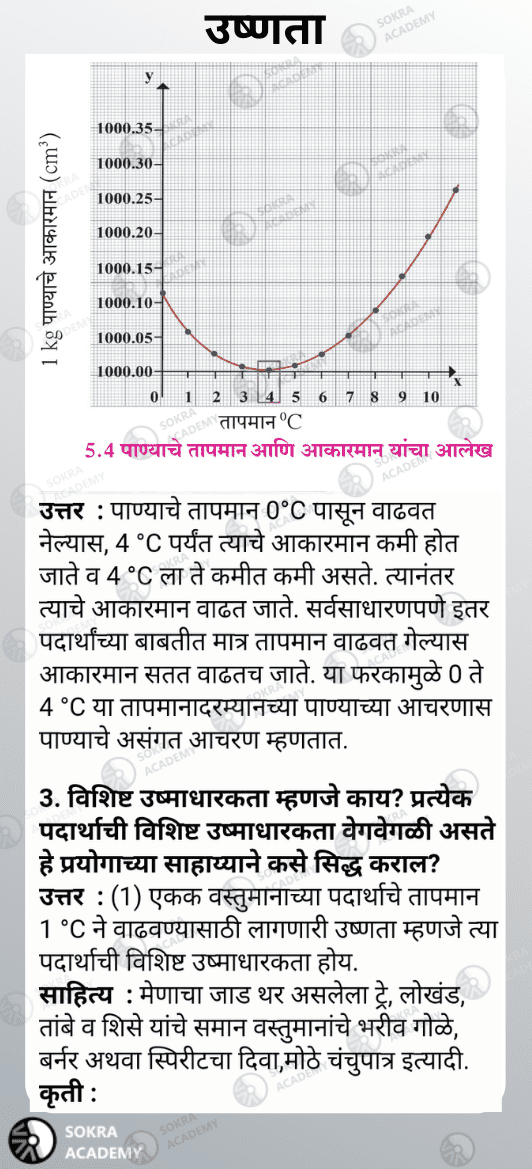 उष्णता
y
1 kg पाण्याचे आकारमान (cm³)
1000.35
1000.30
1000.25
1000.20
1000.15
1000.10
1000.05
1000.00
0 1 2 3 4 5 6 7 8 9 10
x
तापमान ⁰C
5.4 पाण्याचे तापमान आणि आकारमान यांचा आलेख
उत्तर : पाण्याचे तापमान 0°C पासून वाढवत
नेल्यास, 4 °C पर्यंत त्याचे आकारमान कमी होत
जाते व 4 °C ला ते कमीत कमी असते. त्यानंतर
त्याचे आकारमान वाढत जाते. सर्वसाधारणपणे इतर
पदार्थांच्या बाबतीत मात्र तापमान वाढवत गेल्यास
आकारमान सतत वाढतच जाते. या फरकामुळे 0 ते
4 °C या तापमानादरम्यानच्या पाण्याच्या आचरणास
पाण्याचे असंगत आचरण म्हणतात.
3. विशिष्ट उष्माधारकता म्हणजे काय? प्रत्येक
पदार्थाची विशिष्ट उष्माधारकता वेगवेगळी असते
हे प्रयोगाच्या साहाय्याने कसे सिद्ध कराल?
उत्तर : (1) एकक वस्तुमानाच्या पदार्थाचे तापमान
1 °C ने वाढवण्यासाठी लागणारी उष्णता म्हणजे त्या
पदार्थाची विशिष्ट उष्माधारकता होय.
साहित्य : मेणाचा जाड थर असलेला ट्रे, लोखंड,
तांबे व शिसे यांचे समान वस्तुमानांचे भरीव गोळे,
बर्नर अथवा स्पिरीटचा दिवा,मोठे चंचुपात्र इत्यादी.
कृती :
SOKRA
ACADEMY